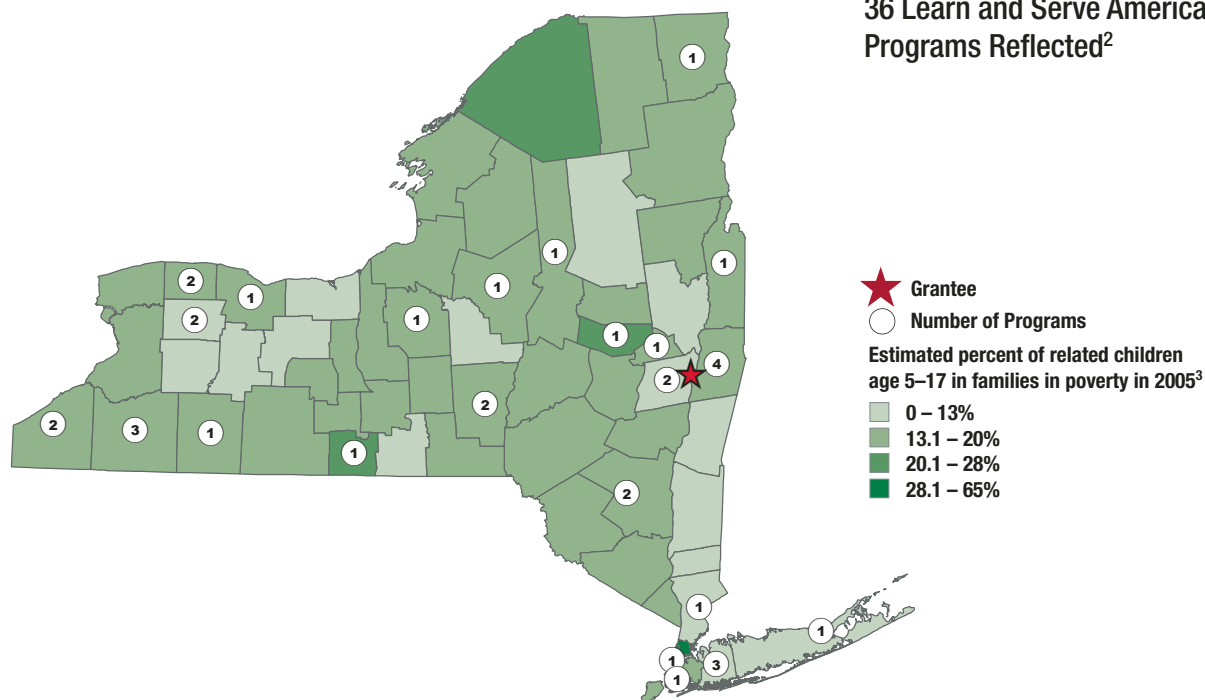 36 Learn and Serve America
Programs Reflected²
1
1
1
2
1
1
1
2
1
1
1
4
2
2
2
3
1
1
2
1
1
1
3
1
Grantee
Number of Programs
Estimated percent of related children
age 5–17 in families in poverty in 2005³
0 – 13%
13.1 – 20%
20.1 – 28%
28.1 – 65%